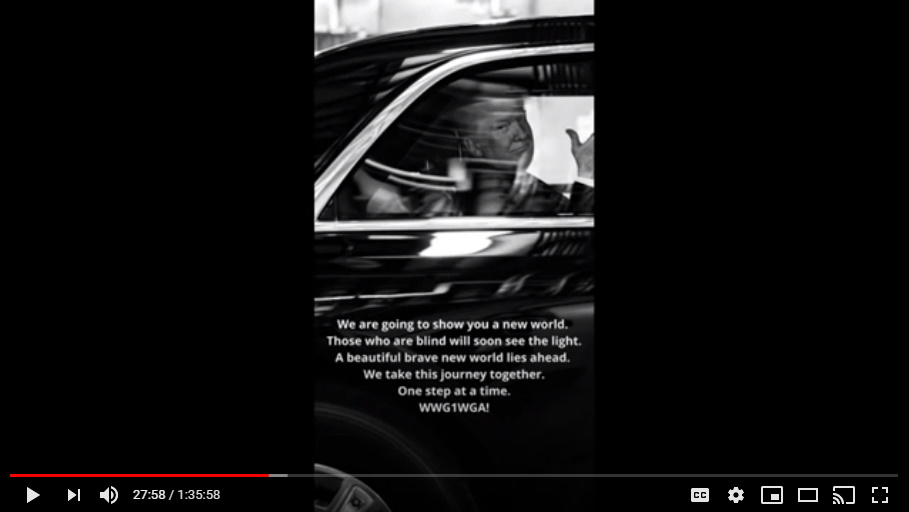 We are going to show you a new world.
Those who are blind will soon see the light.
A beautiful brave new world lies ahead.
We take this journey together.
One step at a time.
WWG1WGA!
27:58 / 1:35:58
CC